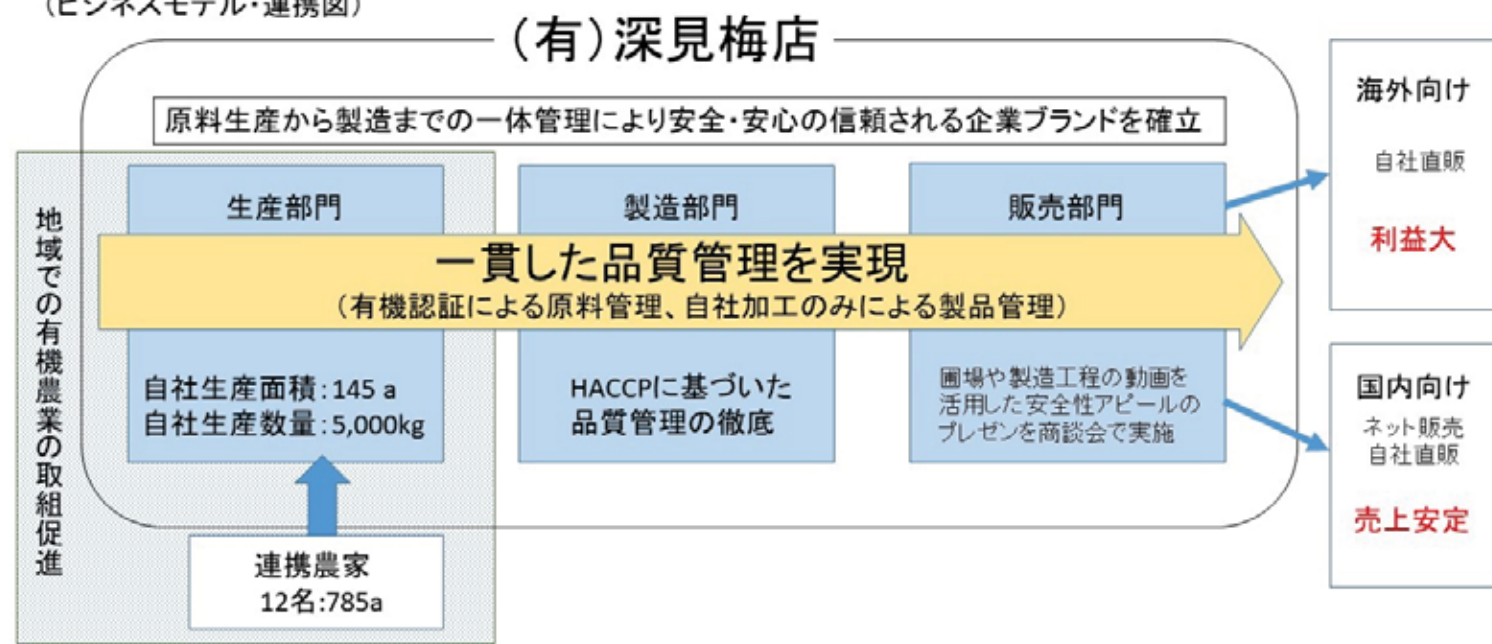 (ビジネスモデル・連携図)
(有)深見梅店
原料生産から製造までの一体管理により安全・安心の信頼される企業ブランドを確立
地域での有機農業の取組促進
生産部門
製造部門
販売部門
一貫した品質管理を実現
(有機認証による原料管理、自社加工のみによる製品管理)
自社生産面積:145 a
自社生産数量:5,000kg
HACCPに基づいた
品質管理の徹底
圃場や製造工程の動画を
活用した安全性アピールの
プレゼンを商談会で実施
連携農家
12名:785a
海外向け
自社直販
利益大
国内向け
ネット販売
自社直販
売上安定